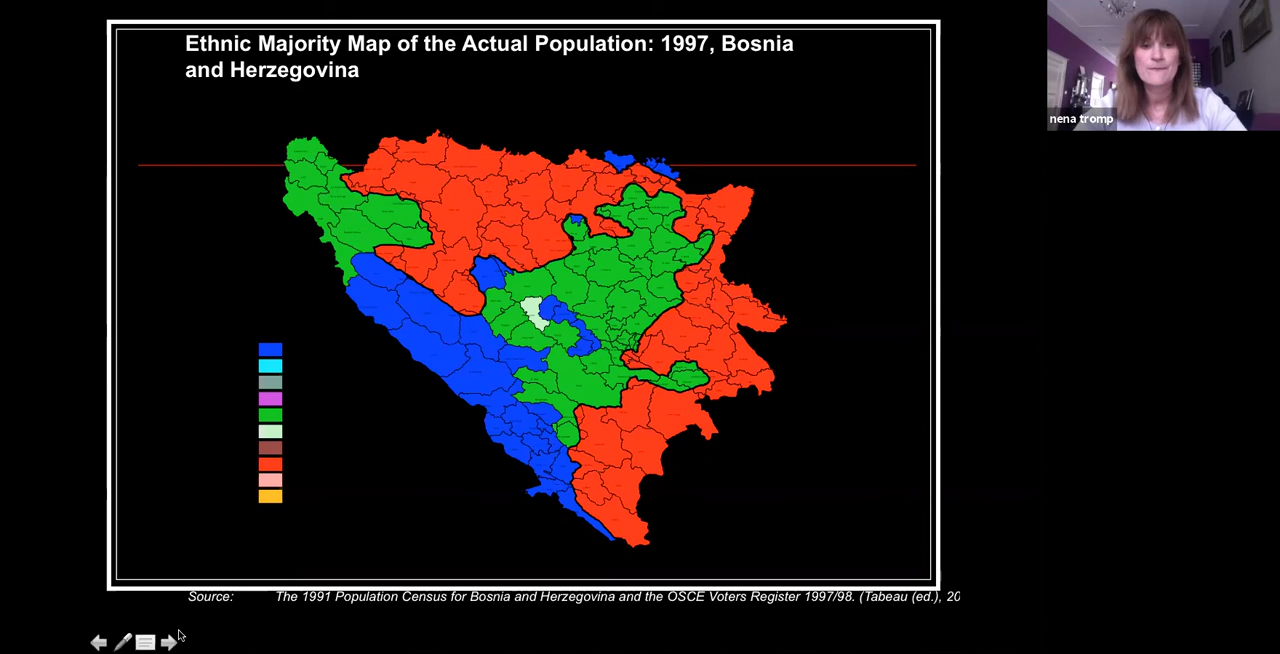 Ethnic Majority Map of the Actual Population: 1997, Bosnia
and Herzegovina
nena tromp
Source: The 1991 Population Census for Bosnia and Herzegovina and the OSCE Voters Register 1997/98. (Tabeau (ed.), 20